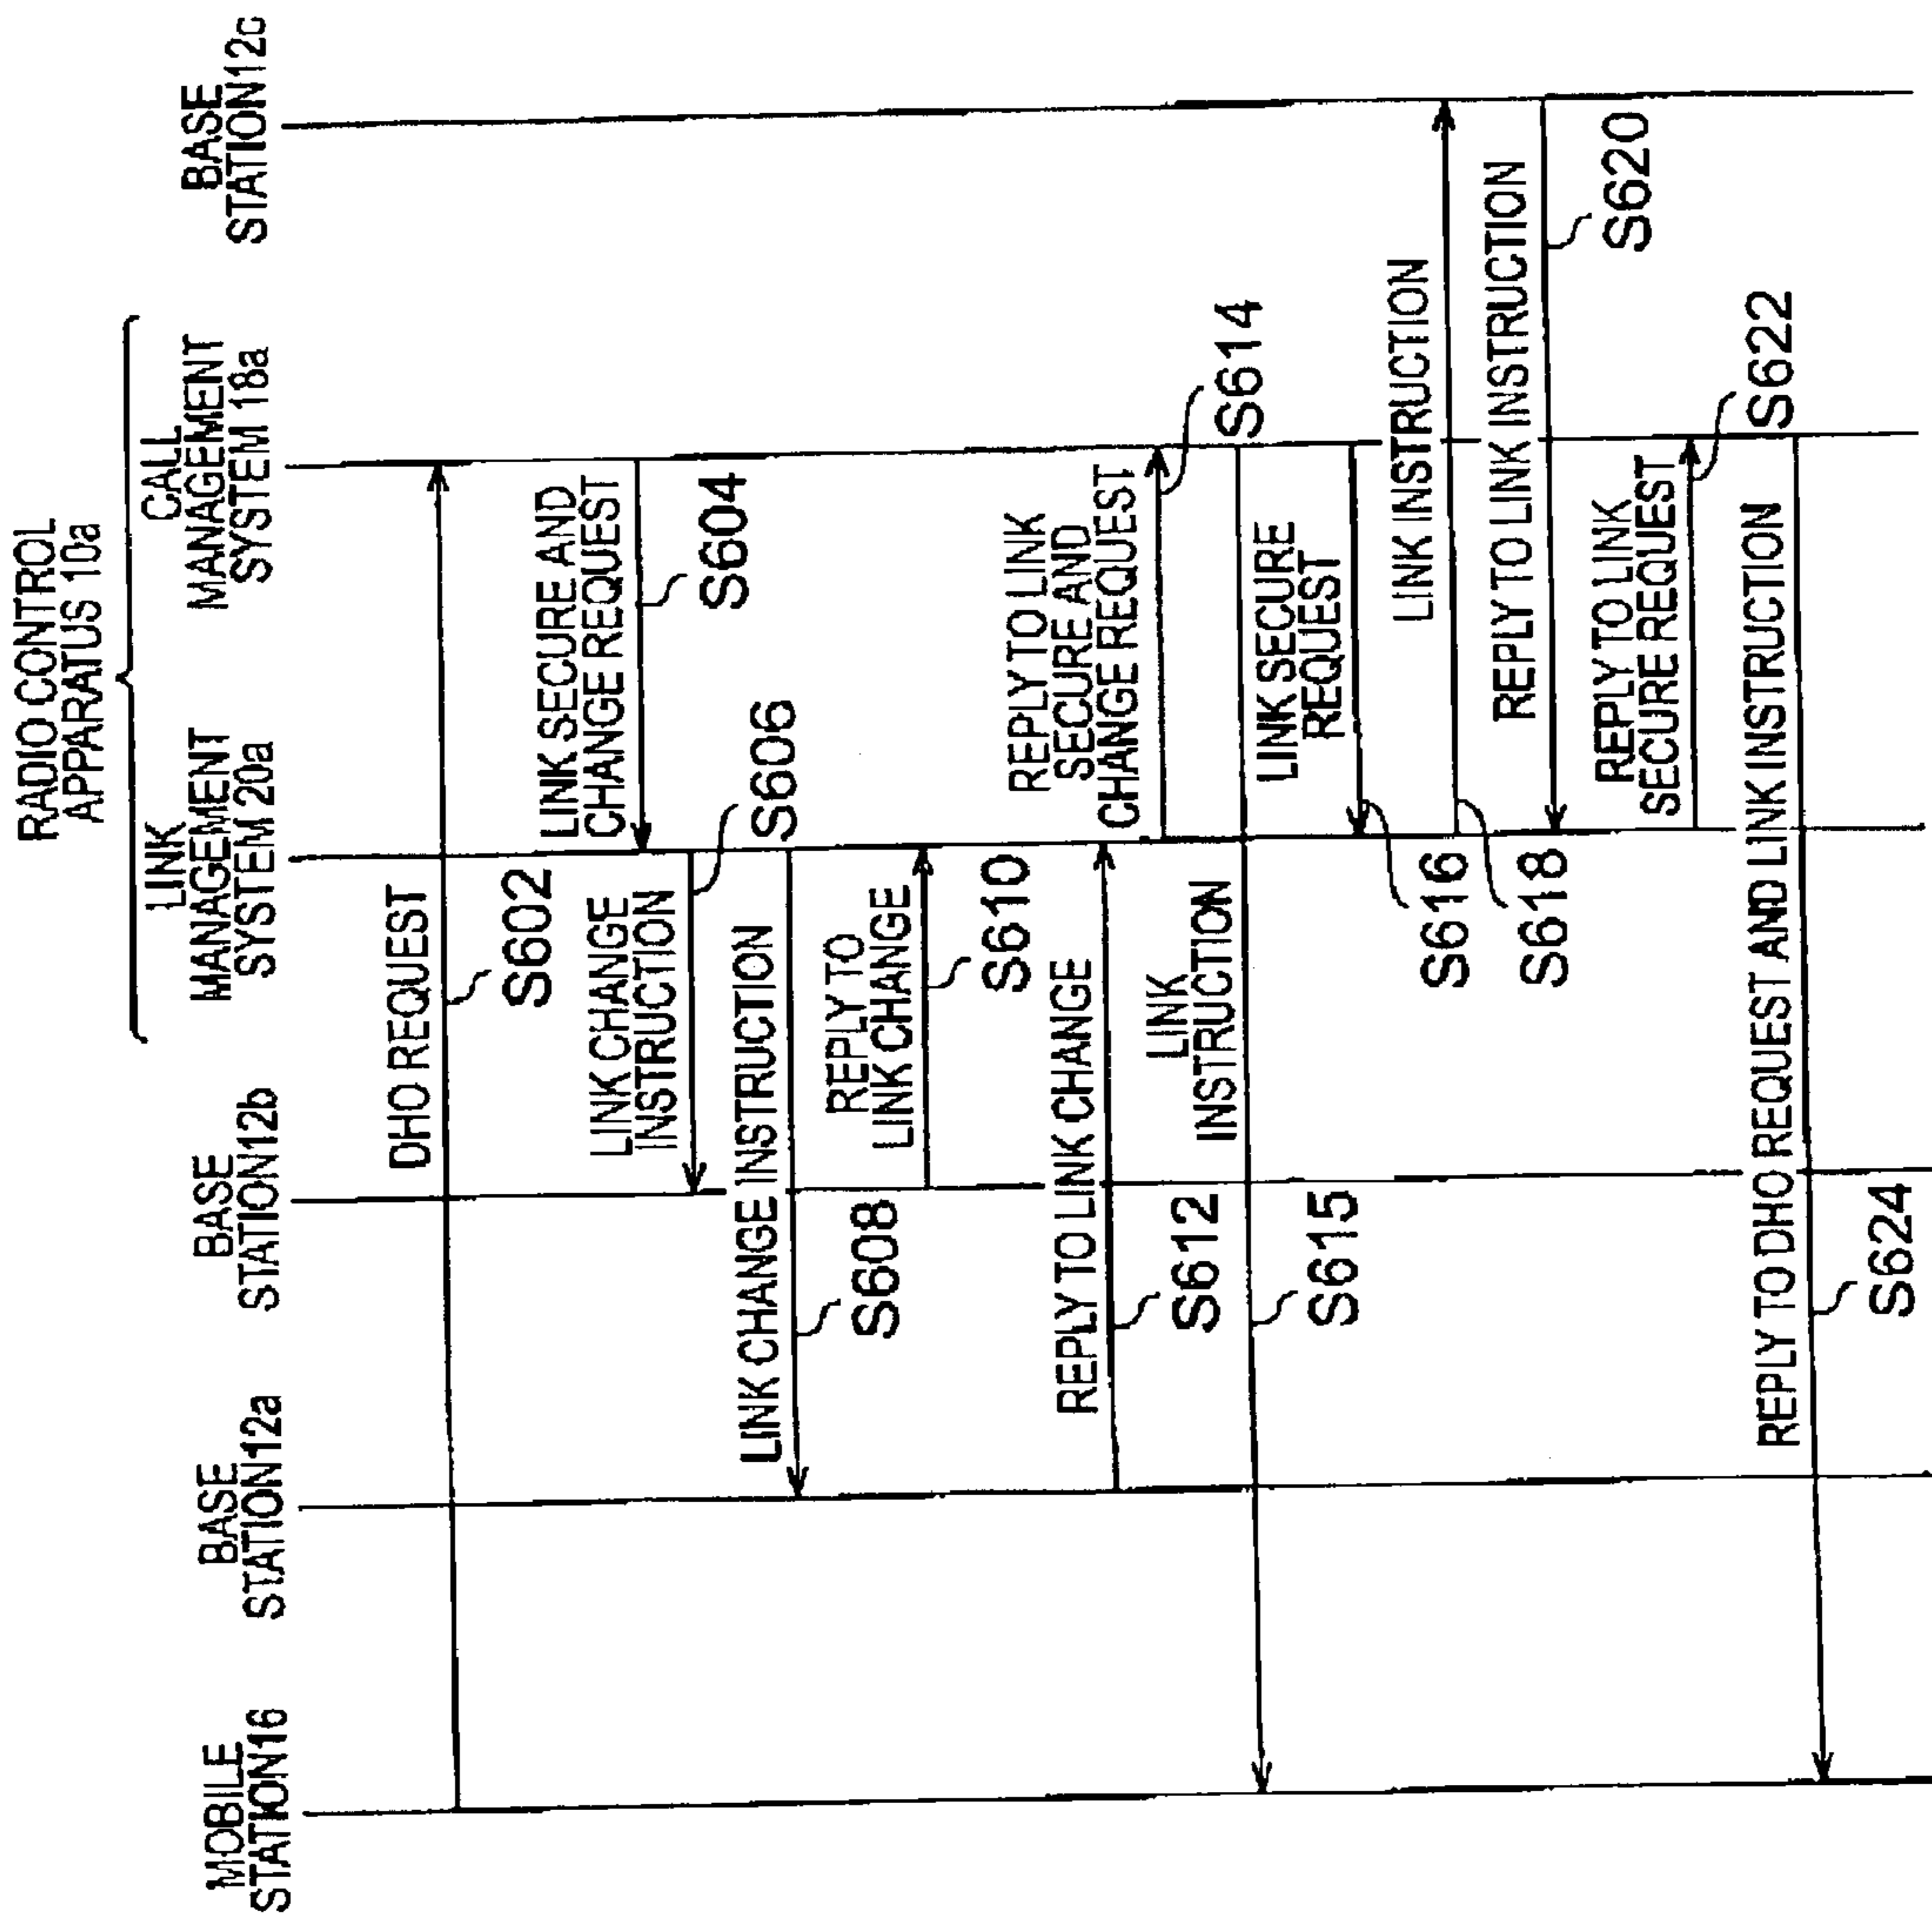 RADIO CONTROL
APPARATUS 10a
MOBILE
STATION16
BASE
STATION12a
BASE
STATION12b
LINK
MANAGEMENT
SYSTEM 20a
CALL
MANAGEMENT
SYSTEM 18a
BASE
STATION12c
DHO REQUEST
S602
LINK SECURE AND
CHANGE REQUEST
S604
LINK CHANGE
INSTRUCTION
S606
LINK CHANGE INSTRUCTION
S608
REPLY TO
LINK CHANGE
S610
REPLY TO LINK CHANGE
S612
REPLY TO LINK
SECURE AND
CHANGE REQUEST
S614
LINK
INSTRUCTION
S615
LINK SECURE
REQUEST
S616
LINK INSTRUCTION
S618
REPLY TO LINK INSTRUCTION
S620
REPLY TO LINK
SECURE REQUEST
S622
REPLY TO DHO REQUEST AND LINK INSTRUCTION
S624